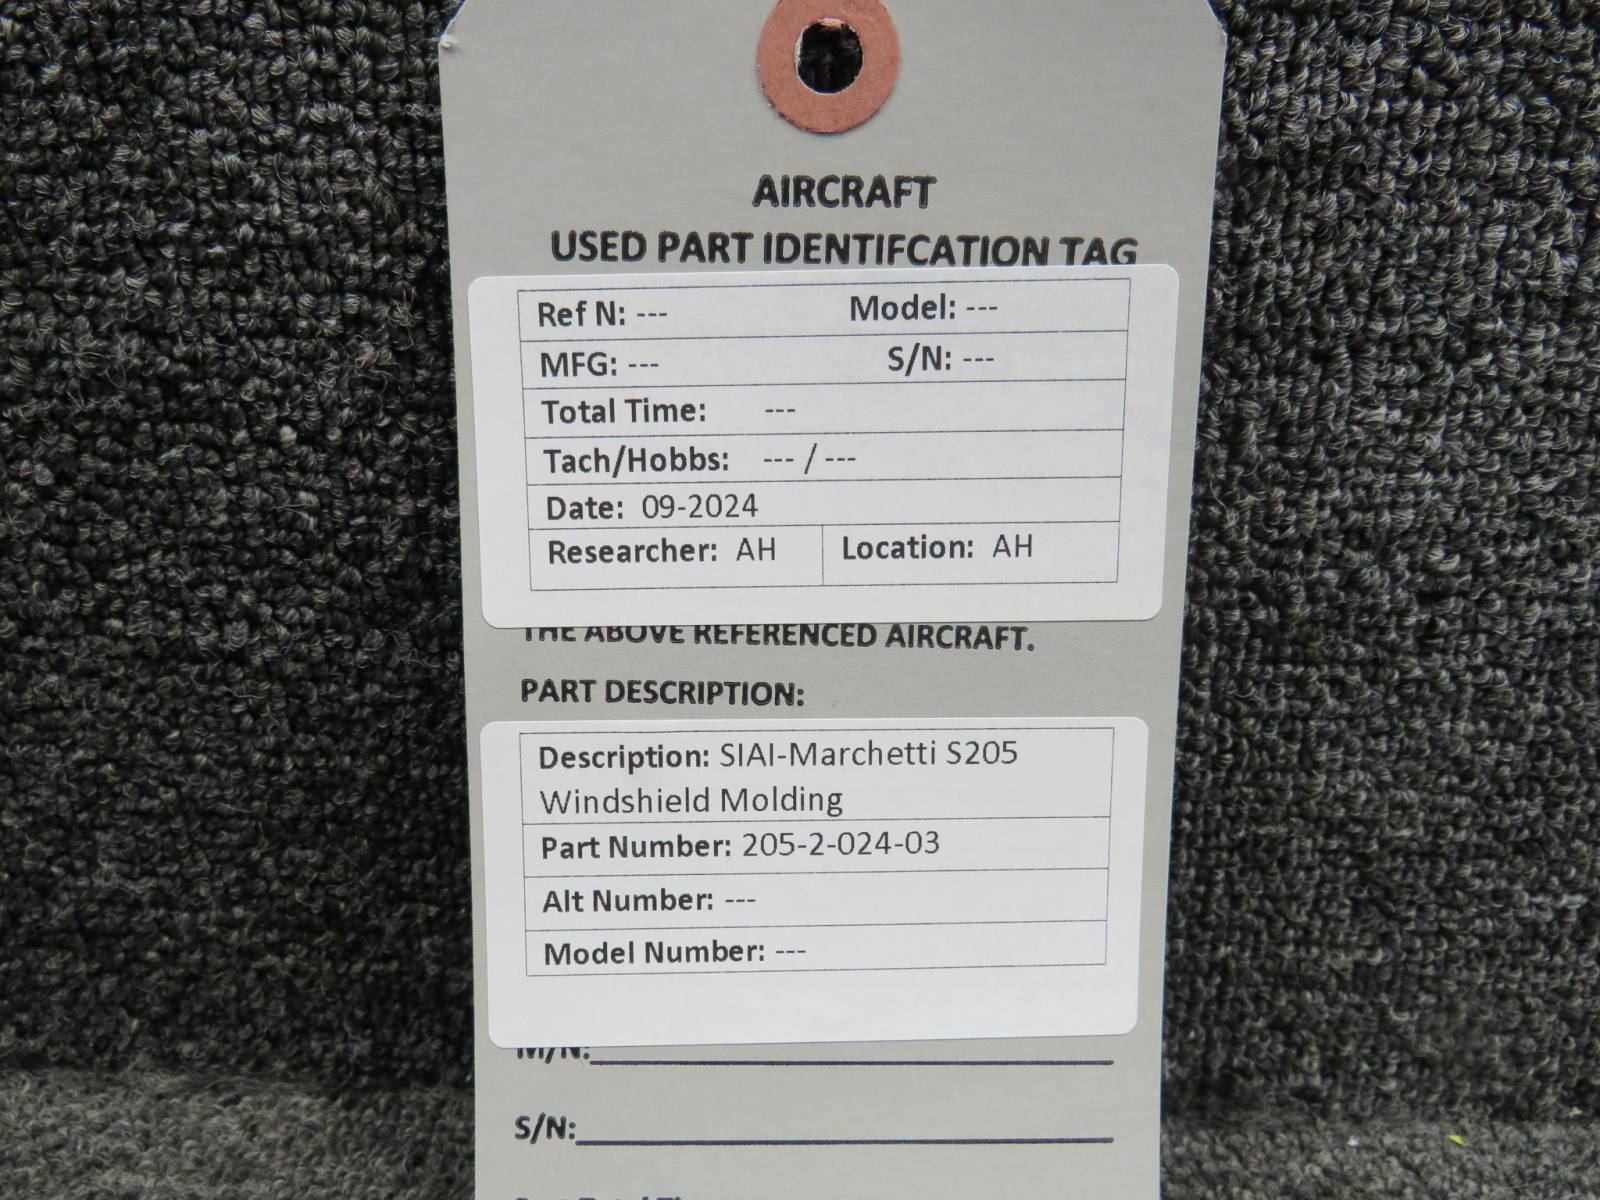 AIRCRAFT
USED PART IDENTIFCATION TAG
Ref N: --- Model: ---
MFG: --- S/N: ---
Total Time: ---
Tach/Hobbs: --- / ---
Date: 09-2024
Researcher: AH Location: AH
THE ABOVE REFERENCED AIRCRAFT.
PART DESCRIPTION:
Description: SIAI-Marchetti S205
Windshield Molding
Part Number: 205-2-024-03
Alt Number: ---
Model Number: ---
M/N:
S/N: